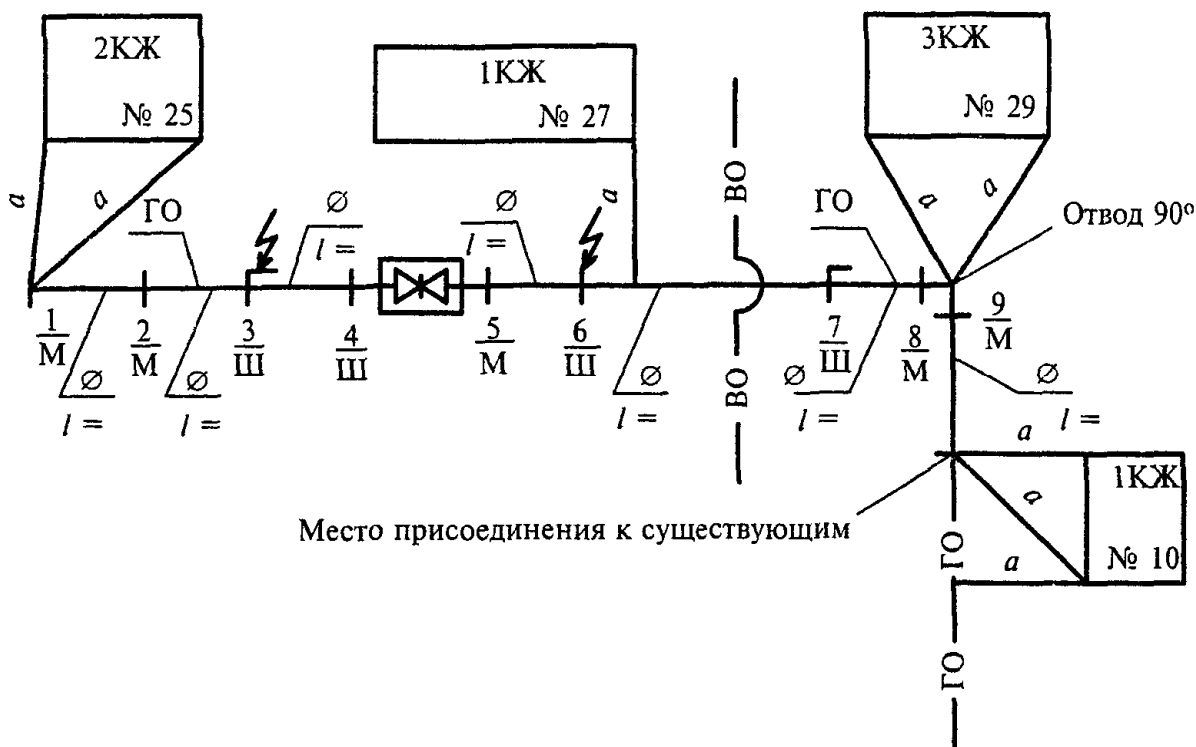 2КЖ
№ 25
1КЖ
№ 27
3КЖ
№ 29
а
а
ГО
∅
l =
∅
l =
а
ВО
ГО
а
а
Отвод 90°
1
М
2
М
3
Ш
4
Ш
5
М
6
Ш
7
Ш
8
М
9
М
∅
l =
∅
l =
∅
l =
ВО
∅
l =
∅
l =
а
1КЖ
а
№ 10
а
Место присоединения к существующим
ГО
ГО